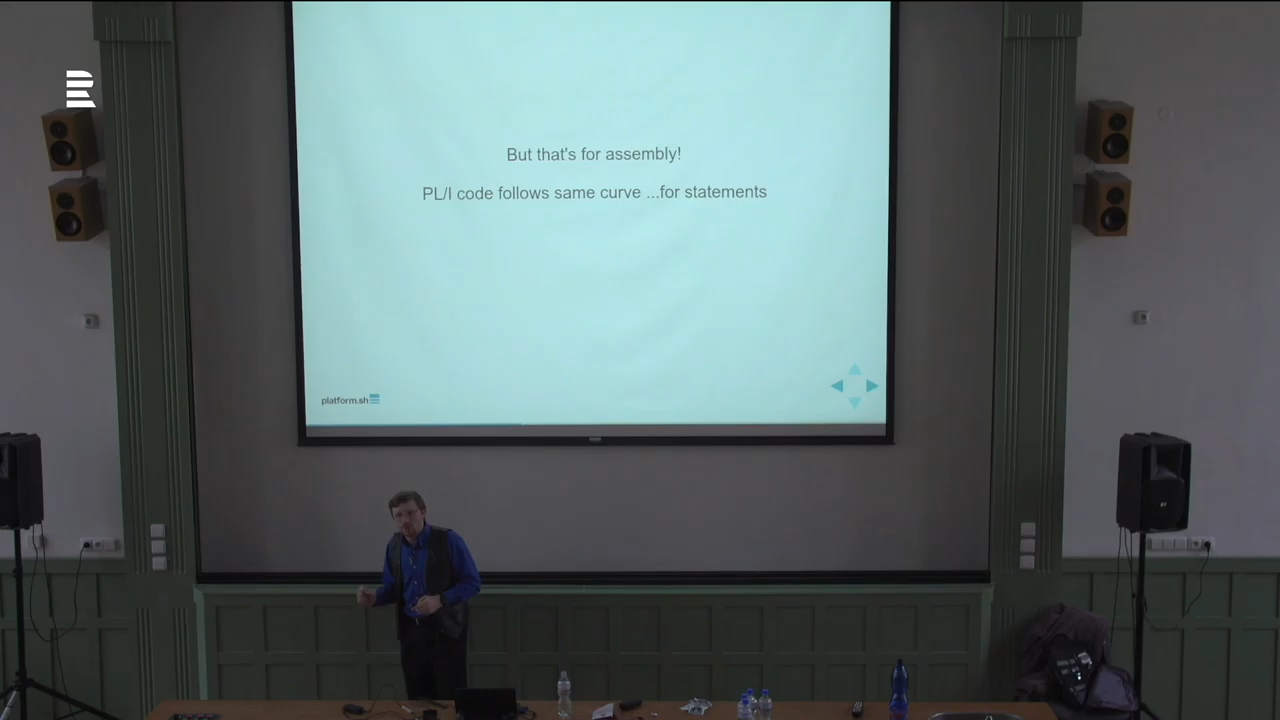 But that's for assembly!
PL/I code follows same curve ...for statements
platform.sh